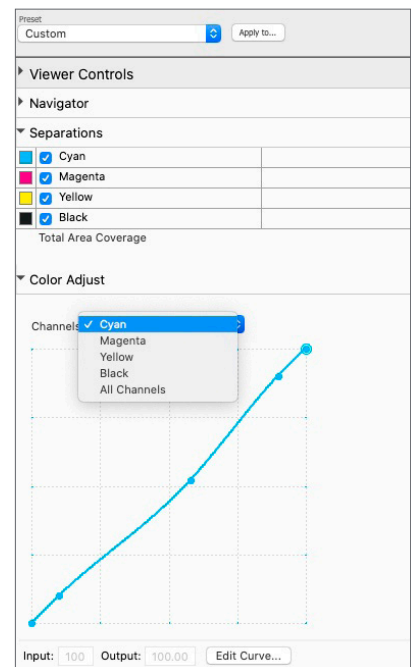 Preset
Custom
Apply to...
Viewer Controls
Navigator
Separations
Cyan
Magenta
Yellow
Black
Total Area Coverage
Color Adjust
Channels ✓ Cyan
Magenta
Yellow
Black
All Channels
Input: 100 Output: 100.00 Edit Curve...